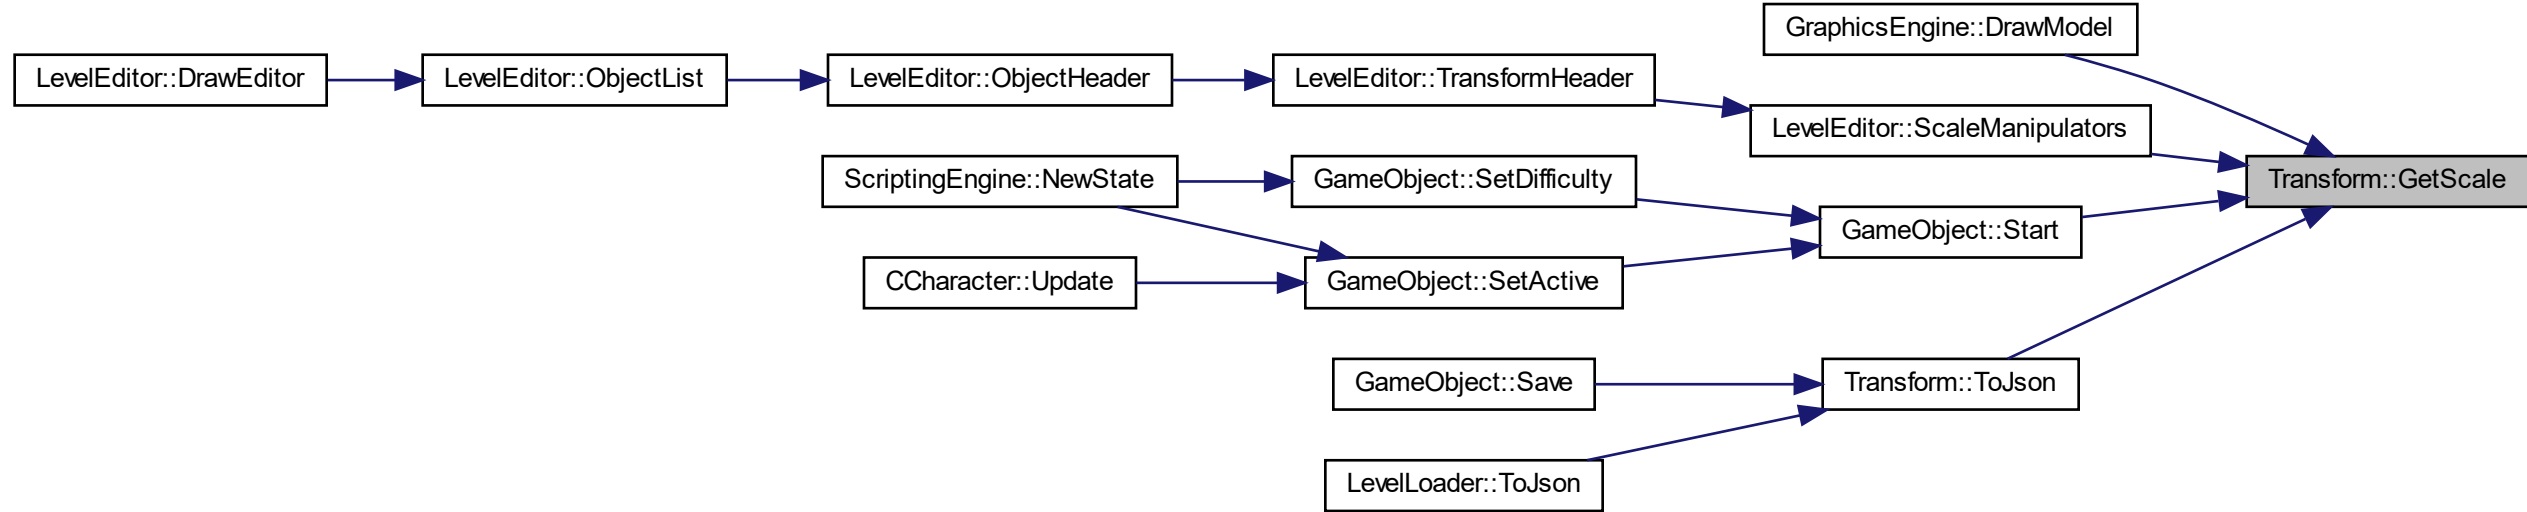 GraphicsEngine::DrawModel
LevelEditor::DrawEditor
LevelEditor::ObjectList
LevelEditor::ObjectHeader
LevelEditor::TransformHeader
LevelEditor::ScaleManipulators
ScriptingEngine::NewState
GameObject::SetDifficulty
Transform::GetScale
GameObject::Start
CCharacter::Update
GameObject::SetActive
GameObject::Save
Transform::ToJson
LevelLoader::ToJson